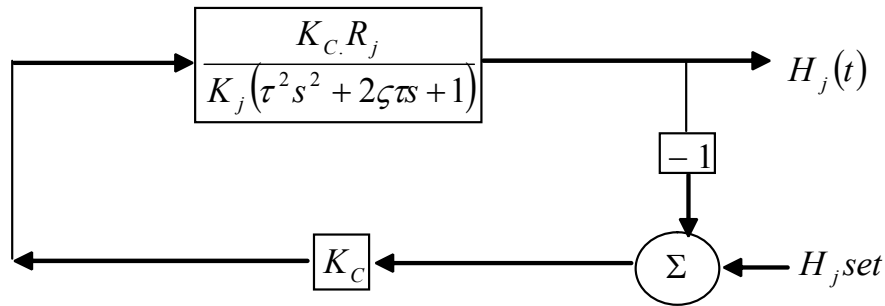 K_C.R_j
K_j(τ²s² + 2ςτs + 1)
H_j(t)
− 1
K_C
Σ
H_j set